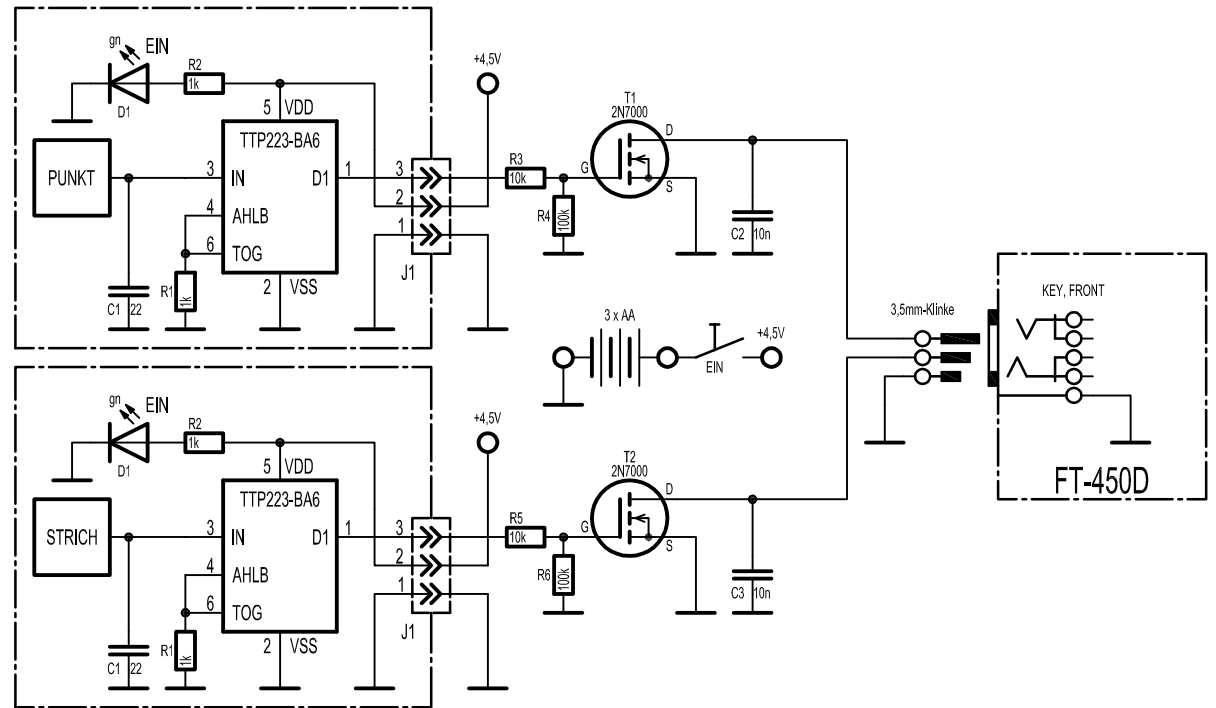 gn EIN
D1
R2
1k
5 VDD
TTP223-BA6
PUNKT
3 IN D1 1
4 AHLB
6 TOG
2 VSS
C1 22
R1
1k
3
2
1
J1
+4,5V
R3
10k
R4
100k
T1
2N7000
G
D
S
C2 10n
3 x AA
EIN
+4,5V
3,5mm-Klinke
KEY, FRONT
FT-450D
gn EIN
D1
R2
1k
5 VDD
TTP223-BA6
STRICH
3 IN D1 1
4 AHLB
6 TOG
2 VSS
C1 22
R1
1k
3
2
1
J1
+4,5V
R5
10k
R6
100k
T2
2N7000
G
D
S
C3 10n